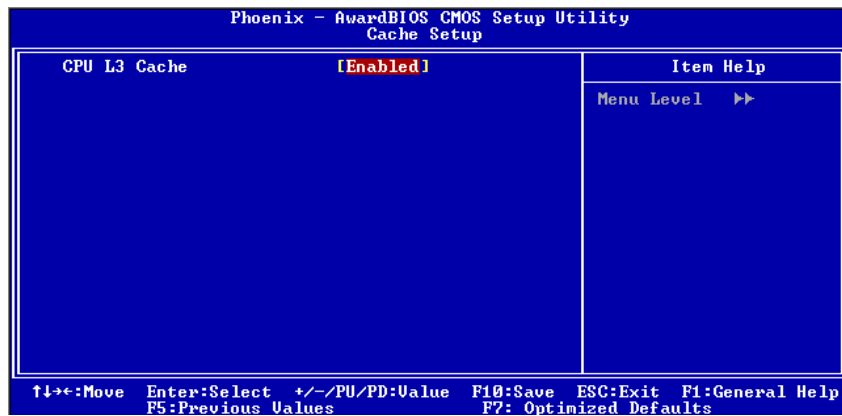 Phoenix - AwardBIOS CMOS Setup Utility
Cache Setup
CPU L3 Cache [Enabled]
Item Help
Menu Level ▶▶
↑↓→←:Move Enter:Select +/-/PU/PD:Value F10:Save ESC:Exit F1:General Help
F5:Previous Values F7: Optimized Defaults